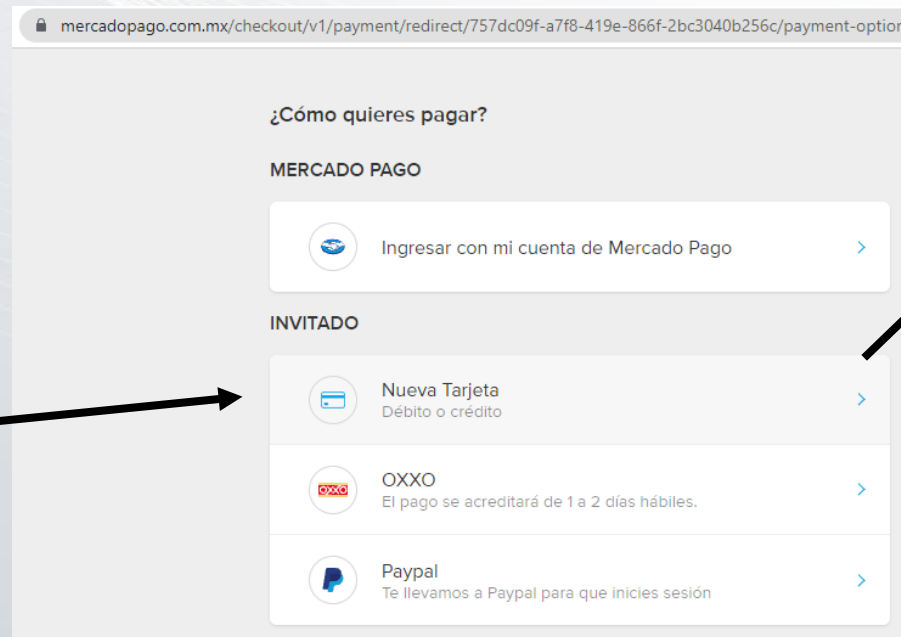 mercadopago.com.mx/checkout/v1/payment/redirect/757dc09f-a7f8-419e-866f-2bc3040b256c/payment-option
¿Cómo quieres pagar?
MERCADO PAGO
Ingresar con mi cuenta de Mercado Pago
INVITADO
Nueva Tarjeta
Débito o crédito
OXXO
OXXO
El pago se acreditará de 1 a 2 días hábiles.
Paypal
Te llevamos a Paypal para que inicies sesión